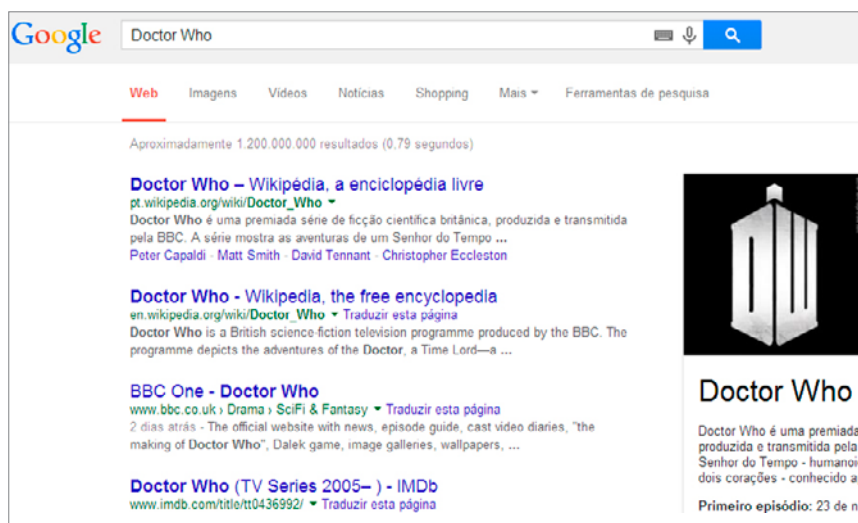 Google
Doctor Who
Web Imagens Vídeos Notícias Shopping Mais Ferramentas de pesquisa
Aproximadamente 1.200.000.000 resultados (0,79 segundos)
Doctor Who – Wikipédia, a enciclopédia livre
pt.wikipedia.org/wiki/Doctor_Who
Doctor Who é uma premiada série de ficção científica britânica, produzida e transmitida
pela BBC. A série mostra as aventuras de um Senhor do Tempo ...
Peter Capaldi - Matt Smith - David Tennant - Christopher Eccleston
Doctor Who - Wikipedia, the free encyclopedia
en.wikipedia.org/wiki/Doctor_Who Traduzir esta página
Doctor Who is a British science-fiction television programme produced by the BBC. The
programme depicts the adventures of the Doctor, a Time Lord—a ...
BBC One - Doctor Who
www.bbc.co.uk › Drama › SciFi & Fantasy Traduzir esta página
2 dias atrás - The official website with news, episode guide, cast video diaries, "the
making of Doctor Who", Dalek game, image galleries, wallpapers, ...
Doctor Who (TV Series 2005– ) - IMDb
www.imdb.com/title/tt0436992/ Traduzir esta página
Doctor Who
Doctor Who é uma premiada
produzida e transmitida pela
Senhor do Tempo - humanoi
dois corações - conhecido a
Primeiro episódio: 23 de n